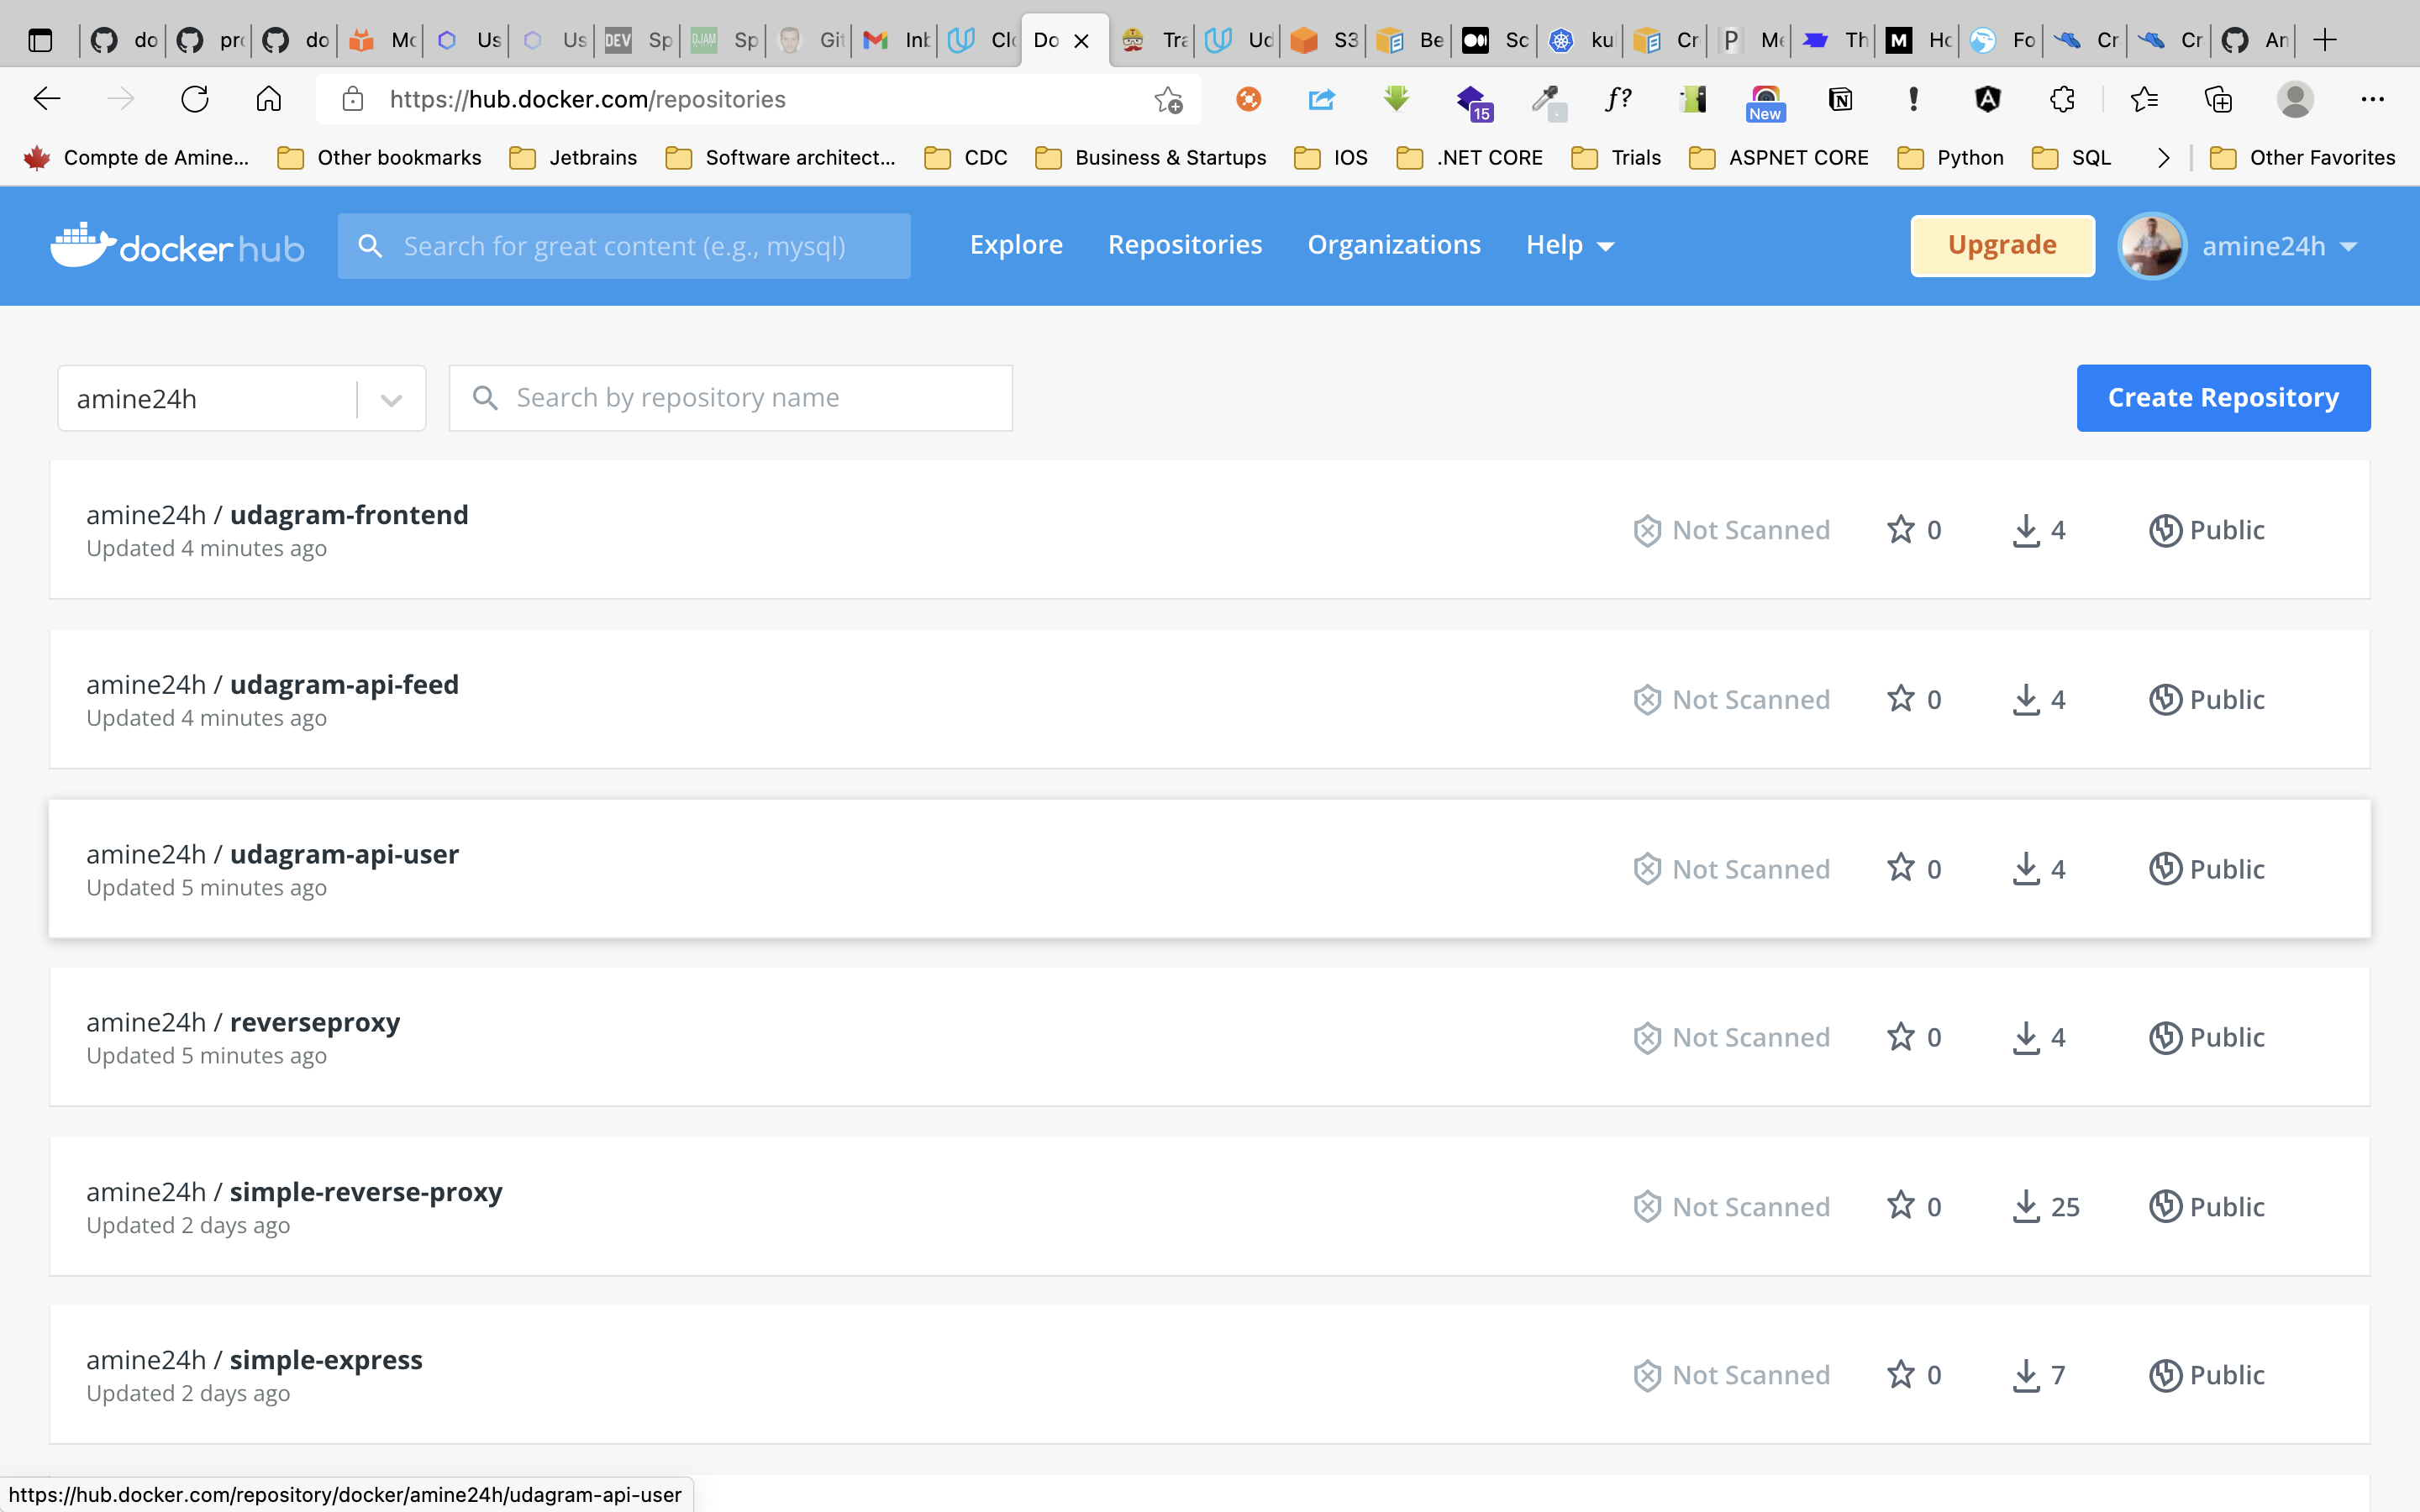 do pro do Mo Us Us DEV Sp DJAM Sp Git Inb Clo Do Tra Ud S3 Be Sc kul Cr P Me Th M Ho Fo Cr Cr An
https://hub.docker.com/repositories 15 f? New
Compte de Amine... Other bookmarks Jetbrains Software architect... CDC Business & Startups IOS .NET CORE Trials ASPNET CORE Python SQL Other Favorites
docker hub Search for great content (e.g., mysql) Explore Repositories Organizations Help Upgrade amine24h
amine24h Search by repository name Create Repository
amine24h / udagram-frontend
Updated 4 minutes ago
Not Scanned 0 4 Public
amine24h / udagram-api-feed
Updated 4 minutes ago
Not Scanned 0 4 Public
amine24h / udagram-api-user
Updated 5 minutes ago
Not Scanned 0 4 Public
amine24h / reverseproxy
Updated 5 minutes ago
Not Scanned 0 4 Public
amine24h / simple-reverse-proxy
Updated 2 days ago
Not Scanned 0 25 Public
amine24h / simple-express
Updated 2 days ago
Not Scanned 0 7 Public
https://hub.docker.com/repository/docker/amine24h/udagram-api-user